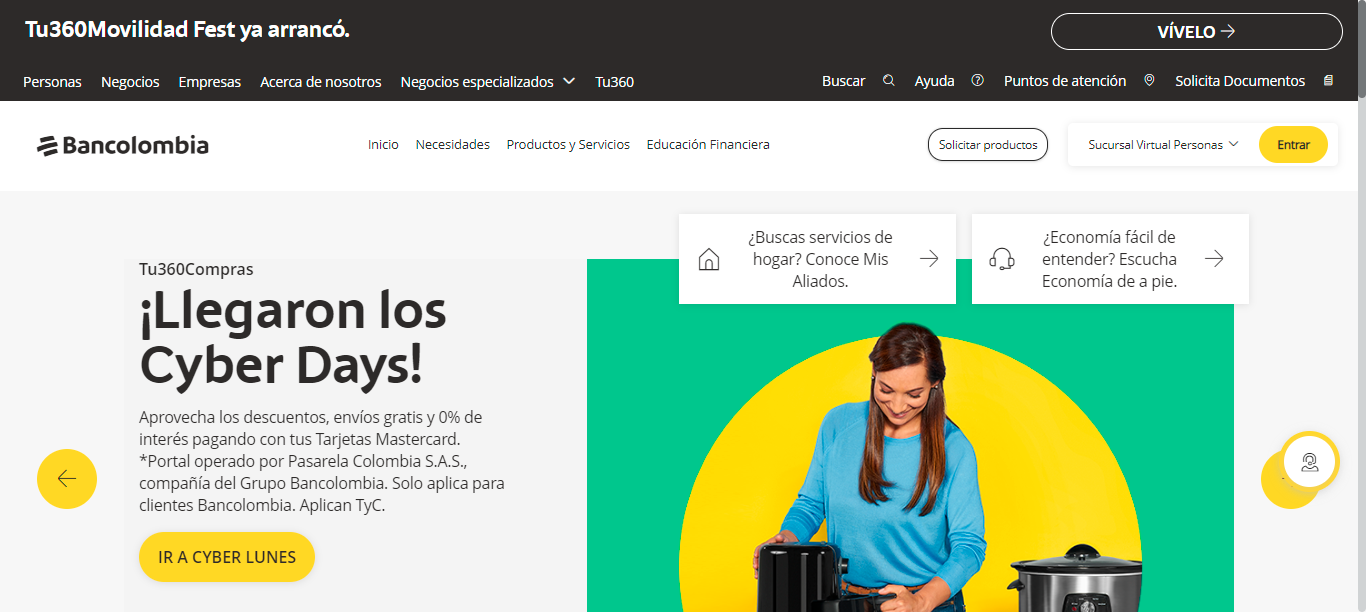 Tu360Movilidad Fest ya arrancó.
VÍVELO
Personas Negocios Empresas Acerca de nosotros Negocios especializados Tu360
Buscar Ayuda Puntos de atención Solicita Documentos
Bancolombia
Inicio Necesidades Productos y Servicios Educación Financiera
Solicitar productos
Sucursal Virtual Personas
Entrar
¿Buscas servicios de
hogar? Conoce Mis
Aliados.
¿Economía fácil de
entender? Escucha
Economía de a pie.
Tu360Compras
¡Llegaron los
Cyber Days!
Aprovecha los descuentos, envíos gratis y 0% de
interés pagando con tus Tarjetas Mastercard.
*Portal operado por Pasarela Colombia S.A.S.,
compañía del Grupo Bancolombia. Solo aplica para
clientes Bancolombia. Aplican TyC.
IR A CYBER LUNES